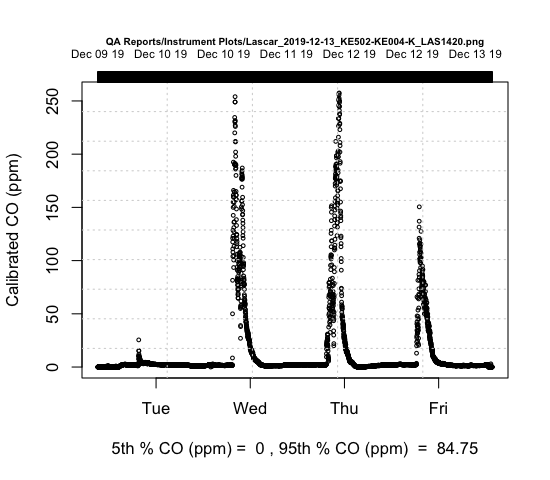 QA Reports/Instrument Plots/Lascar_2019-12-13_KE502-KE004-K_LAS1420.png
Dec 09 19 Dec 10 19 Dec 10 19 Dec 11 19 Dec 12 19 Dec 12 19 Dec 13 19
250
200
150
100
50
0
Calibrated CO (ppm)
Tue Wed Thu Fri
5th % CO (ppm) = 0 , 95th % CO (ppm) = 84.75